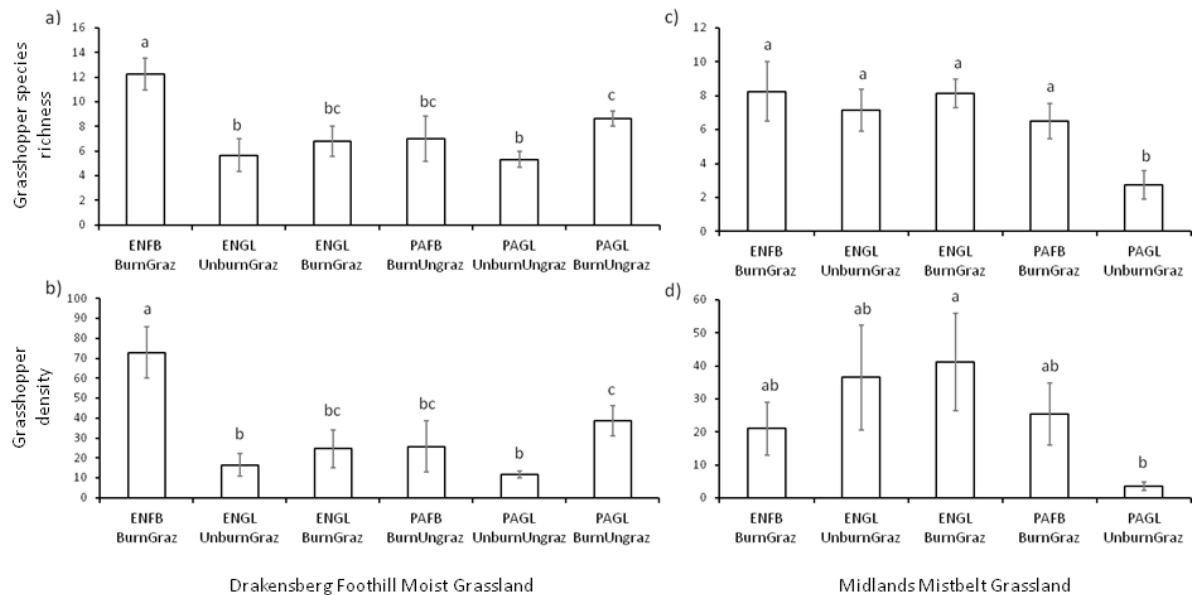 a)
Grasshopper species
richness
16
14
12
10
8
6
4
2
0
a
b
bc
bc
b
c
ENFB
BurnGraz
ENGL
UnburnGraz
ENGL
BurnGraz
PAFB
BurnUngraz
PAGL
UnburnUngraz
PAGL
BurnUngraz
b)
Grasshopper
density
100
90
80
70
60
50
40
30
20
10
0
a
b
bc
bc
b
c
ENFB
BurnGraz
ENGL
UnburnGraz
ENGL
BurnGraz
PAFB
BurnUngraz
PAGL
UnburnUngraz
PAGL
BurnUngraz
Drakensberg Foothill Moist Grassland
c)
12
10
8
6
4
2
0
a
a
a
a
b
ENFB
BurnGraz
ENGL
UnburnGraz
ENGL
BurnGraz
PAFB
BurnGraz
PAGL
UnburnGraz
d)
60
50
40
30
20
10
0
ab
ab
a
ab
b
ENFB
BurnGraz
ENGL
UnburnGraz
ENGL
BurnGraz
PAFB
BurnGraz
PAGL
UnburnGraz
Midlands Mistbelt Grassland